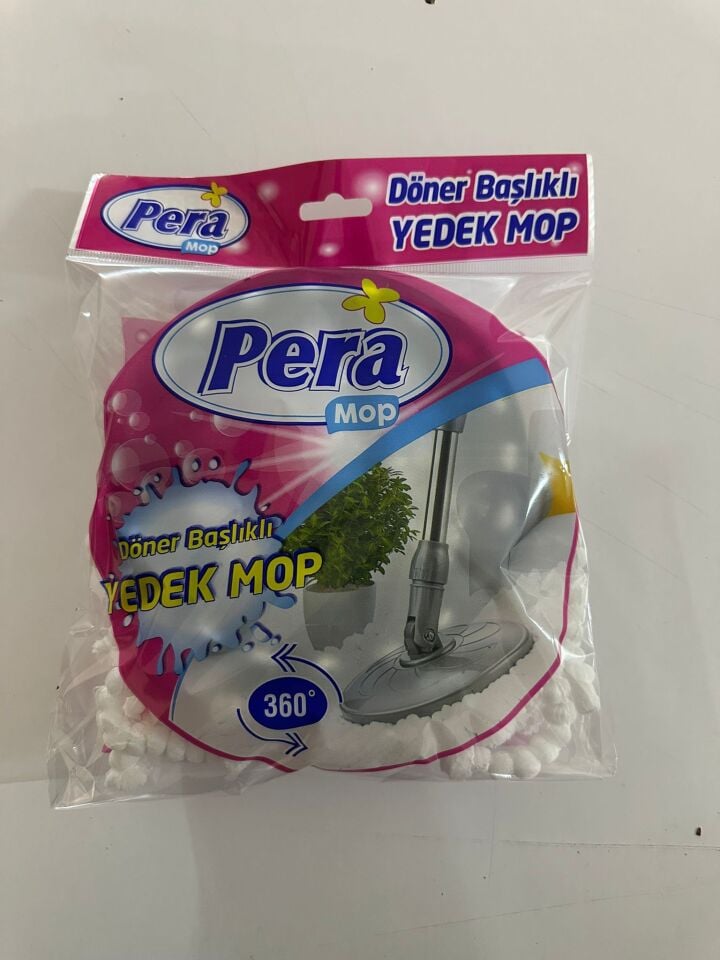 Pera
Mop
Döner Başlıklı
YEDEK MOP
Pera
Mop
Döner Başlıklı
YEDEK MOP
360°